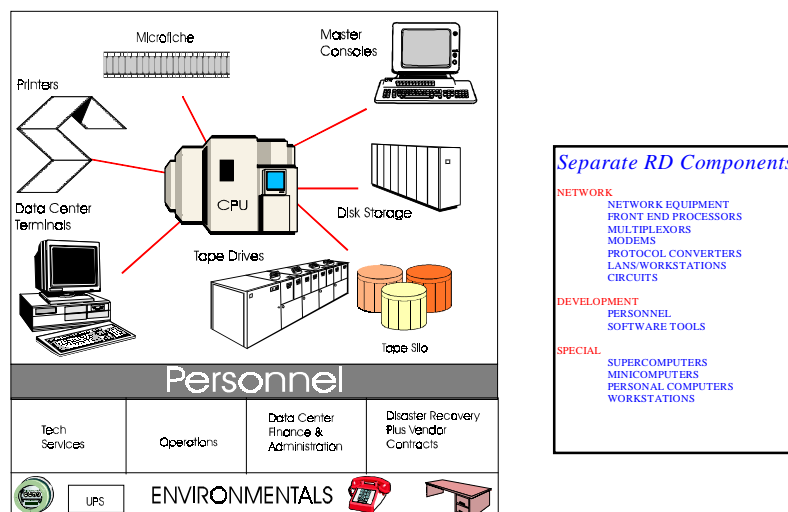 Microfiche
Master
Consoles
Printers
CPU
Data Center
Terminals
Disk Storage
Tape Drives
Tape Silo
Personnel
Tech
Services
Operations
Data Center
Finance &
Administration
Disaster Recovery
Plus Vendor
Contracts
UPS
ENVIRONMENTALS
Separate RD Components
NETWORK
NETWORK EQUIPMENT
FRONT END PROCESSORS
MULTIPLEXORS
MODEMS
PROTOCOL CONVERTERS
LANS/WORKSTATIONS
CIRCUITS
DEVELOPMENT
PERSONNEL
SOFTWARE TOOLS
SPECIAL
SUPERCOMPUTERS
MINICOMPUTERS
PERSONAL COMPUTERS
WORKSTATIONS